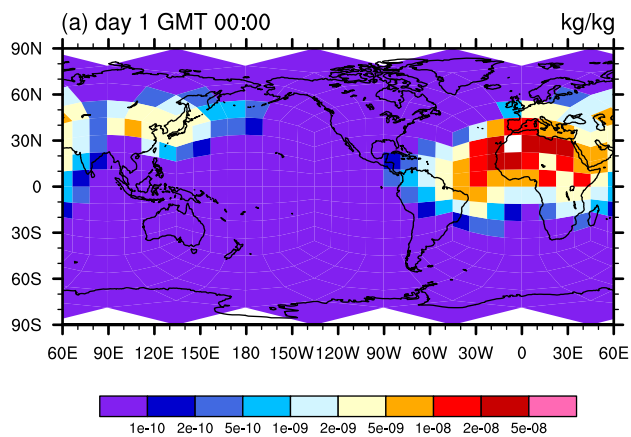 (a) day 1 GMT 00:00 kg/kg
90N
60N
30N
0
30S
60S
90S
60E 90E 120E 150E 180 150W 120W 90W 60W 30W 0 30E 60E
1e-10 2e-10 5e-10 1e-09 2e-09 5e-09 1e-08 2e-08 5e-08